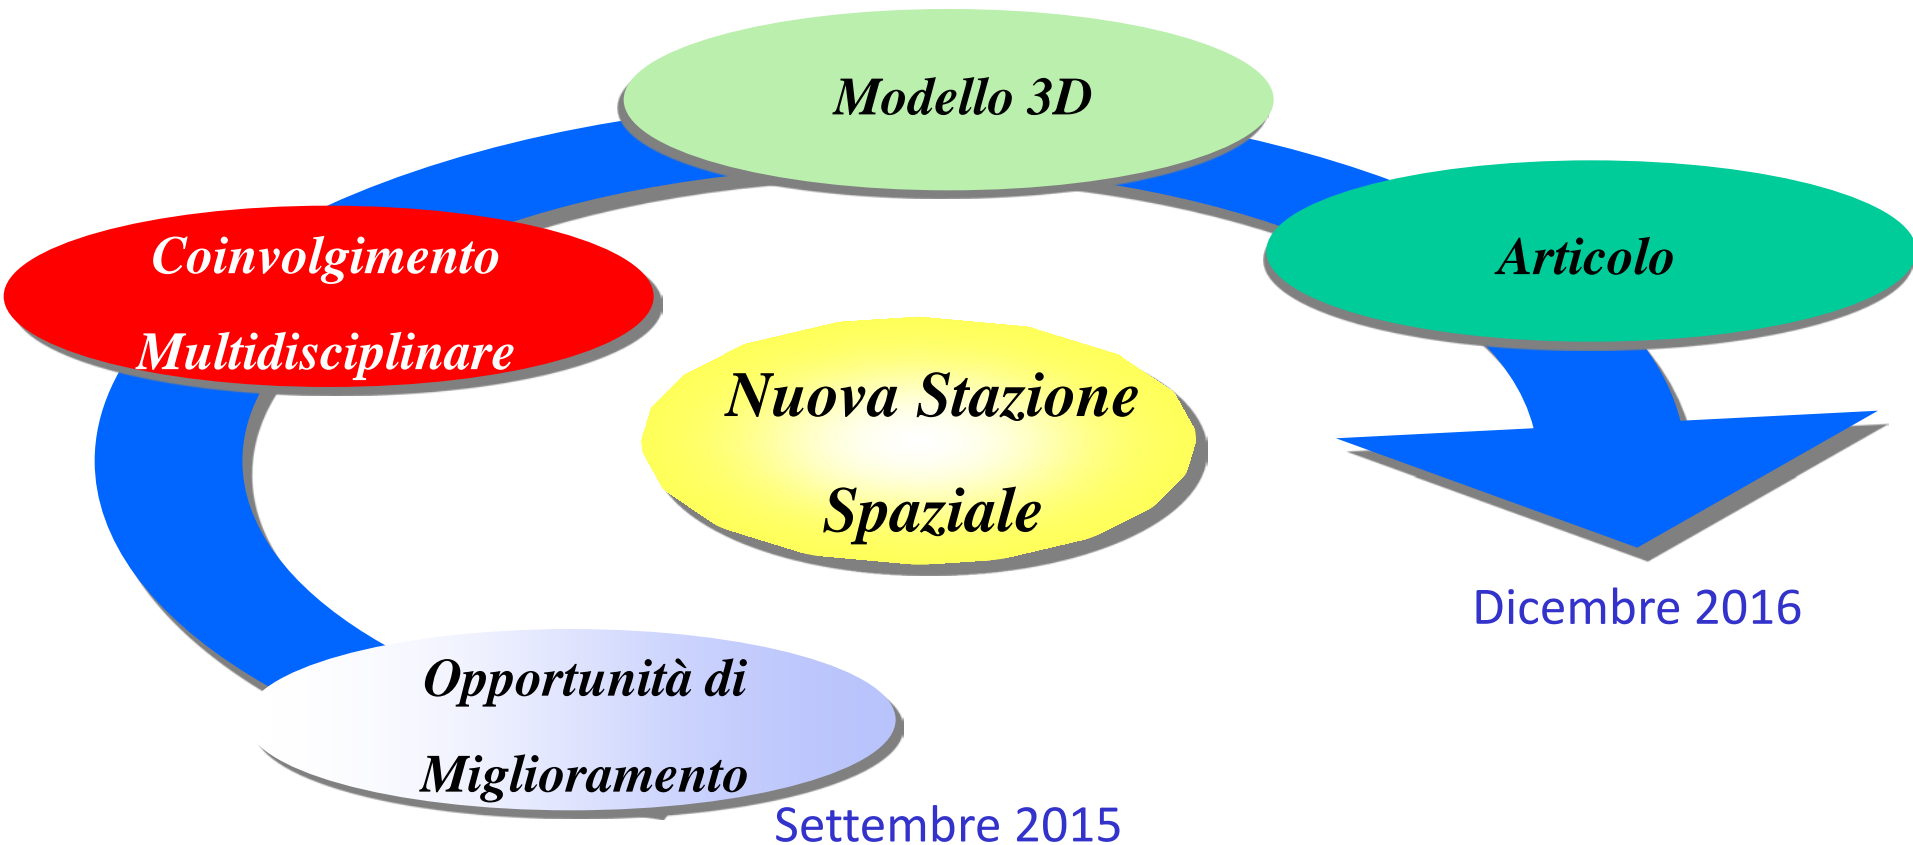 Modello 3D
Coinvolgimento
Multidisciplinare
Articolo
Nuova Stazione
Spaziale
Dicembre 2016
Opportunità di
Miglioramento
Settembre 2015